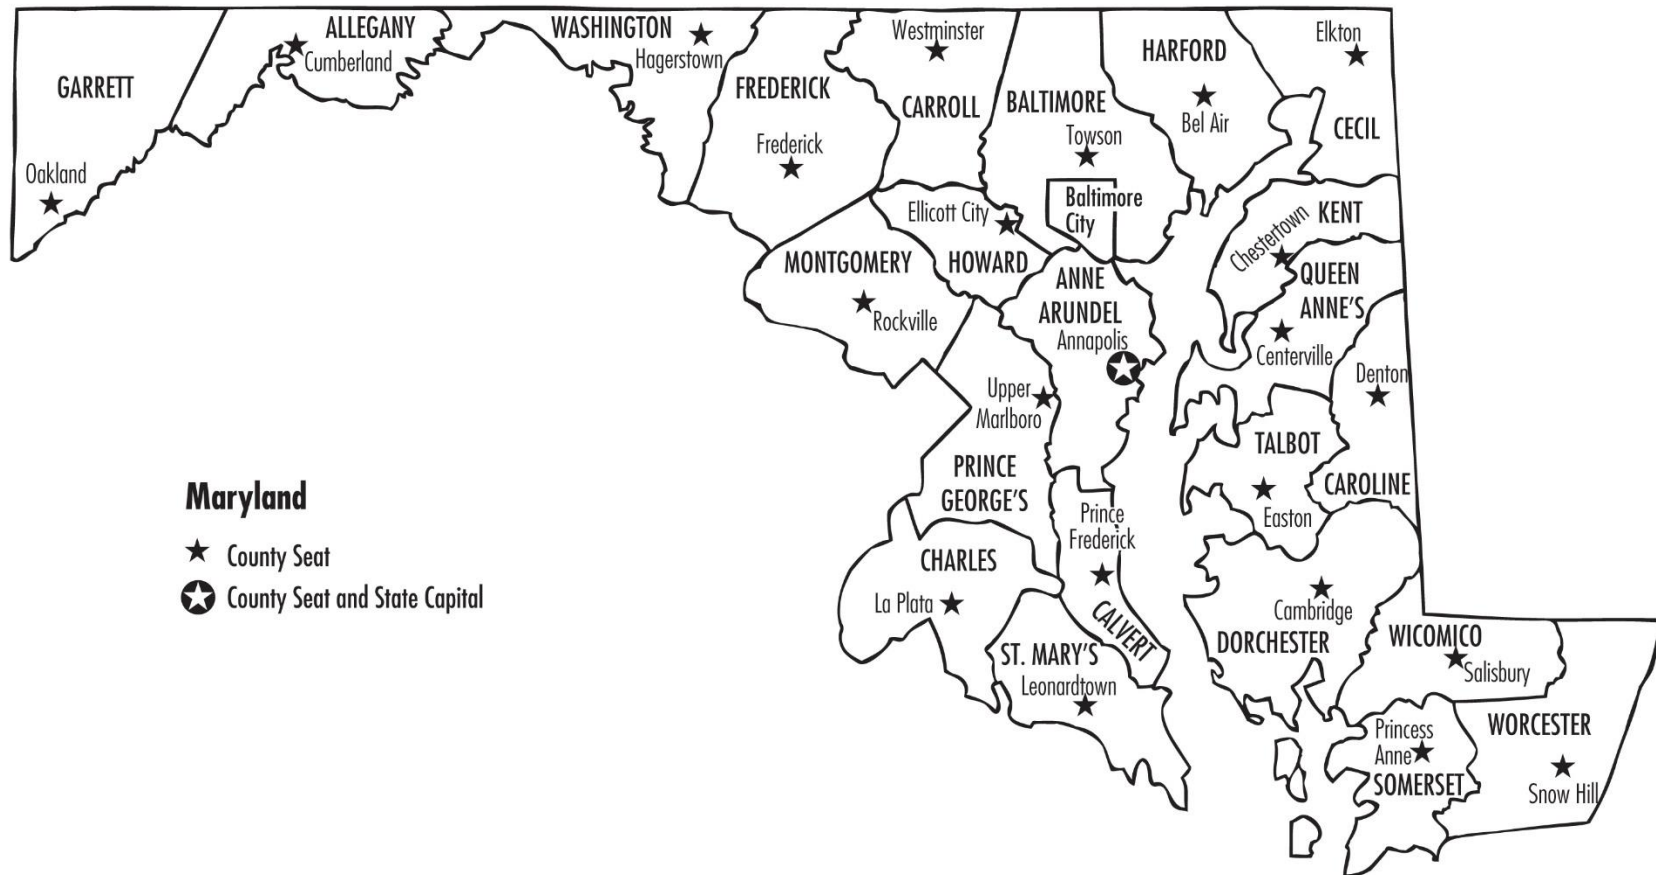 GARRETT
Oakland
ALLEGANY
Cumberland
WASHINGTON
Hagerstown
FREDERICK
Frederick
Westminster
CARROLL
BALTIMORE
Towson
Baltimore
City
HARFORD
Bel Air
Elkton
CECIL
KENT
Chestertown
QUEEN
ANNE'S
Centerville
Ellicott City
HOWARD
MONTGOMERY
Rockville
ANNE
ARUNDEL
Annapolis
Upper
Marlboro
PRINCE
GEORGE'S
Denton
CAROLINE
TALBOT
Easton
Prince
Frederick
CALVERT
CHARLES
La Plata
ST. MARY'S
Leonardtown
Cambridge
DORCHESTER
WICOMICO
Salisbury
Princess
Anne
SOMERSET
WORCESTER
Snow Hill
Maryland
County Seat
County Seat and State Capital